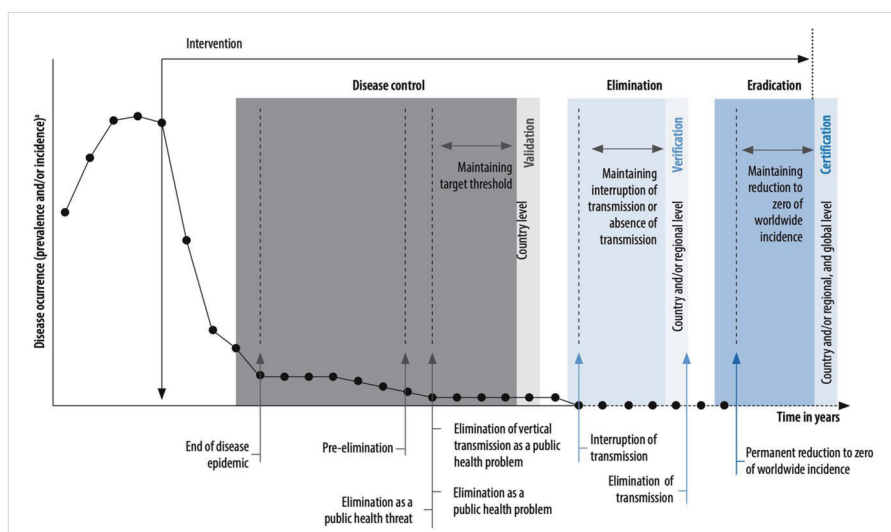 Intervention
Disease control
Elimination
Eradication
Disease ocurrence (prevalence and/or incidence)ª
Maintaining
target threshold
Validation
Country level
Maintaining
interruption of
transmission or
absence of
transmission
Verification
Country and/or regional level
Maintaining
reduction to
zero of
worldwide
incidence
Certification
Country and/or regional, and global level
Time in years
End of disease
epidemic
Pre-elimination
Elimination of vertical
transmission as a public
health problem
Elimination as a
public health threat
Elimination as a
public health problem
Interruption of
transmission
Elimination of
transmission
Permanent reduction to zero
of worldwide incidence